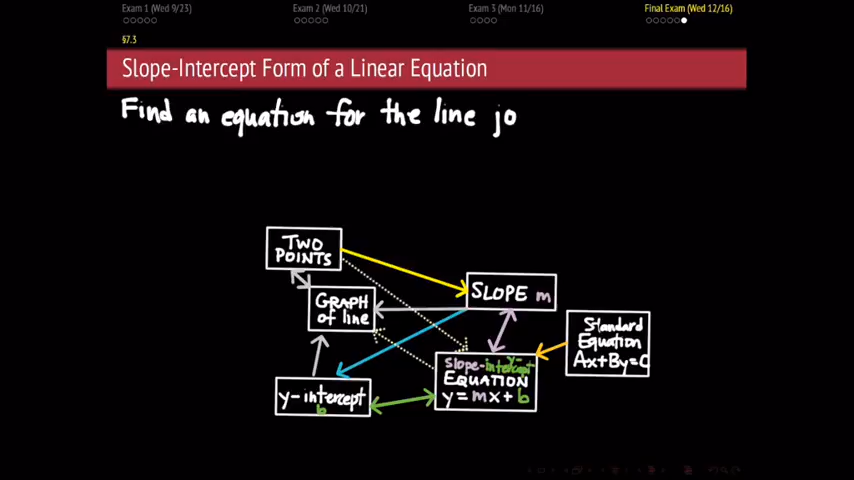 Exam 1 (Wed 9/23)
Exam 2 (Wed 10/21)
Exam 3 (Mon 11/16)
Final Exam (Wed 12/16)
§7.3
Slope-Intercept Form of a Linear Equation
Find an equation for the line jo
TWO
POINTS
SLOPE m
GRAPH
of line
Standard
Equation
Ax+By=C
slope-intercept
y-
EQUATION
y=mx+b
y-intercept
b